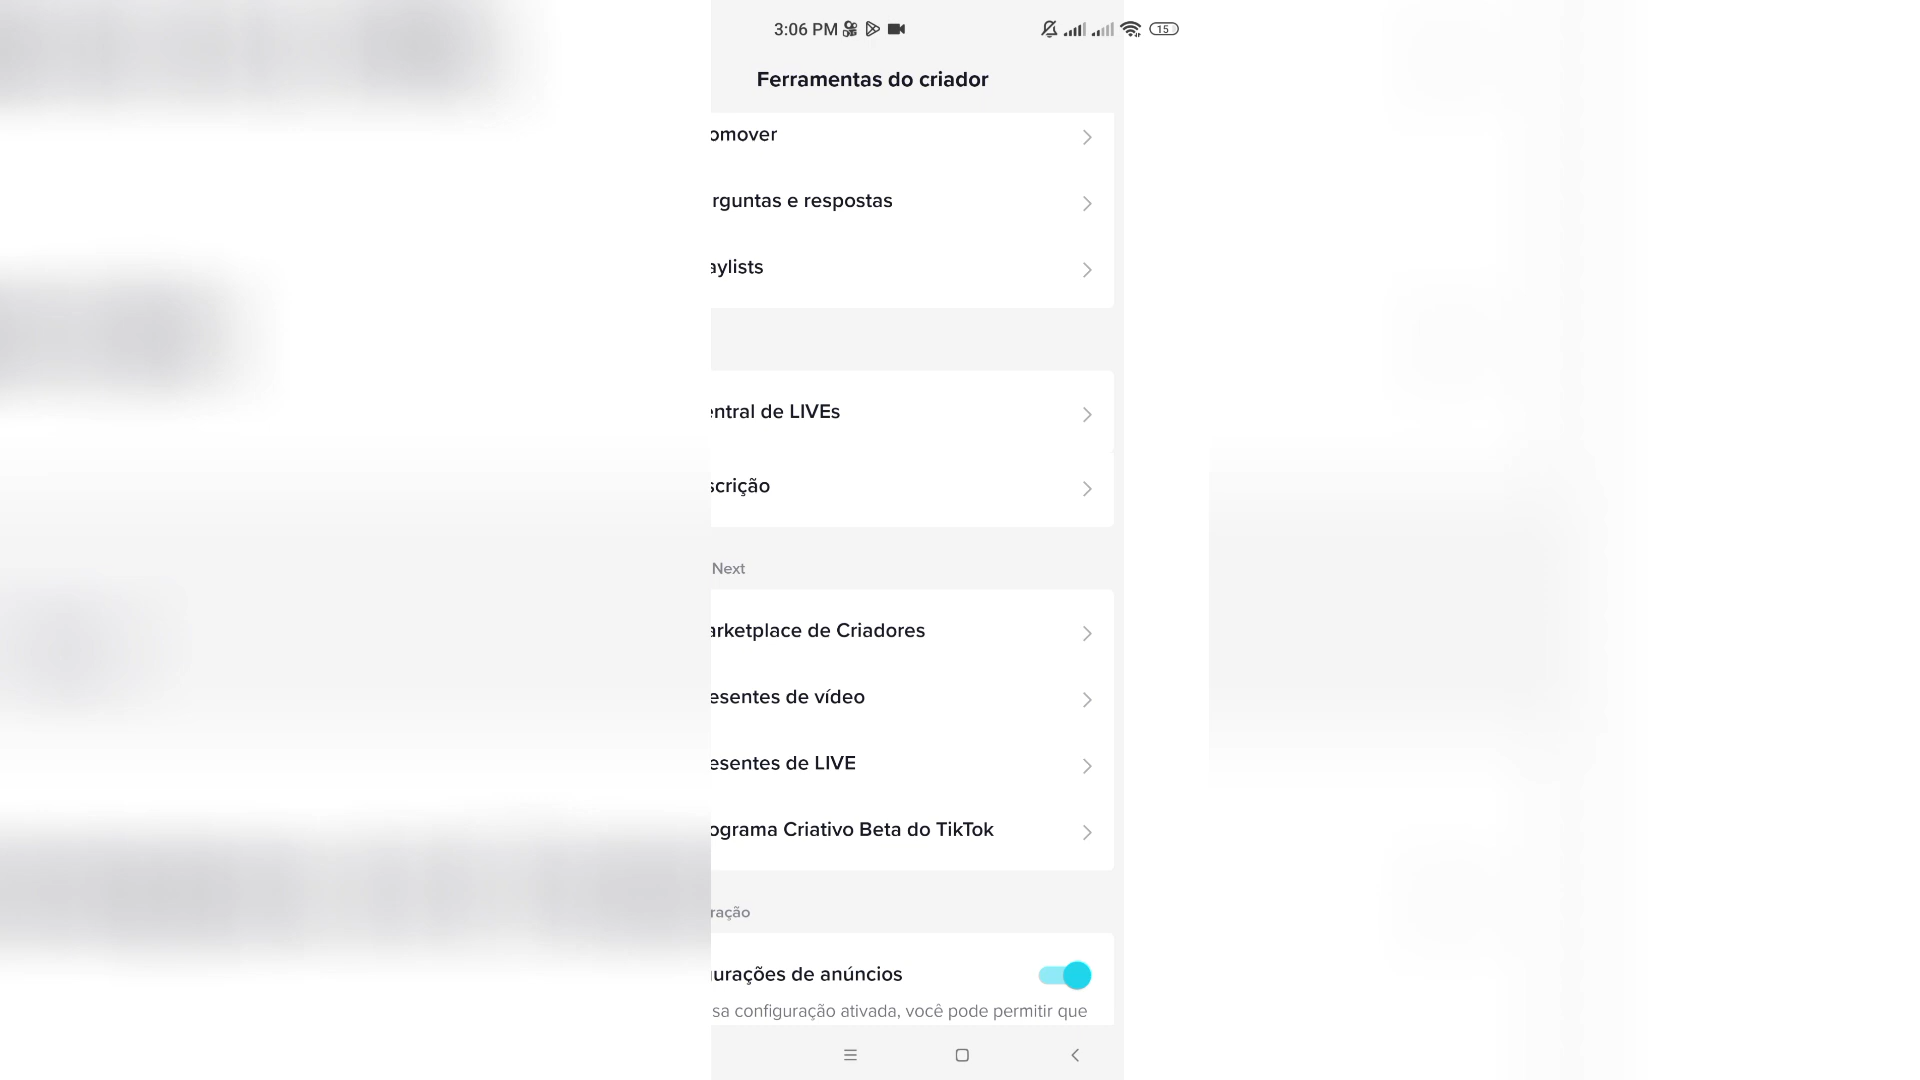 3:06 PM
15
Ferramentas do criador
omover
rguntas e respostas
aylists
entral de LIVEs
scrição
Next
arketplace de Criadores
esentes de vídeo
esentes de LIVE
ograma Criativo Beta do TikTok
ração
urações de anúncios
sa configuração ativada, você pode permitir que